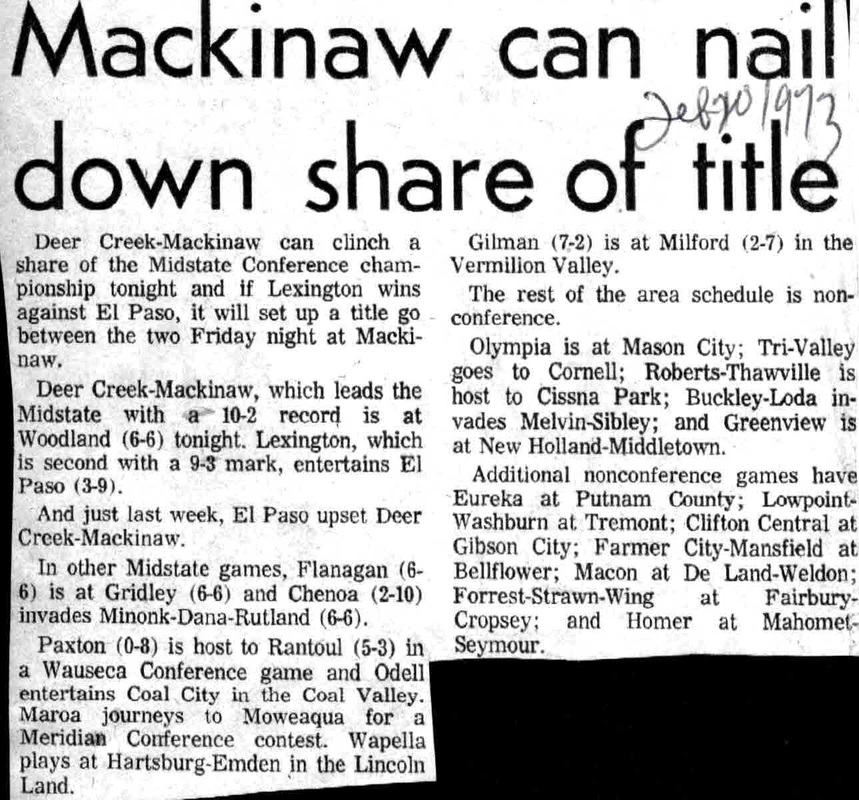 Mackinaw can nail
Feb 20 1973
down share of title
Deer Creek-Mackinaw can clinch a
share of the Midstate Conference cham-
pionship tonight and if Lexington wins
against El Paso, it will set up a title go
between the two Friday night at Macki-
naw.
Deer Creek-Mackinaw, which leads the
Midstate with a 10-2 record is at
Woodland (6-6) tonight. Lexington, which
is second with a 9-3 mark, entertains El
Paso (3-9).
And just last week, El Paso upset Deer
Creek-Mackinaw.
In other Midstate games, Flanagan (6-
6) is at Gridley (6-6) and Chenoa (2-10)
invades Minonk-Dana-Rutland (6-6).
Paxton (0-8) is host to Rantoul (5-3) in
a Wauseca Conference game and Odell
entertains Coal City in the Coal Valley.
Maroa journeys to Moweaqua for a
Meridian Conference contest. Wapella
plays at Hartsburg-Emden in the Lincoln
Land.
Gilman (7-2) is at Milford (2-7) in the
Vermilion Valley.
The rest of the area schedule is non-
conference.
Olympia is at Mason City; Tri-Valley
goes to Cornell; Roberts-Thawville is
host to Cissna Park; Buckley-Loda in-
vades Melvin-Sibley; and Greenview is
at New Holland-Middletown.
Additional nonconference games have
Eureka at Putnam County; Lowpoint-
Washburn at Tremont; Clifton Central at
Gibson City; Farmer City-Mansfield at
Bellflower; Macon at De Land-Weldon;
Forrest-Strawn-Wing at Fairbury-
Cropsey; and Homer at Mahomet-
Seymour.